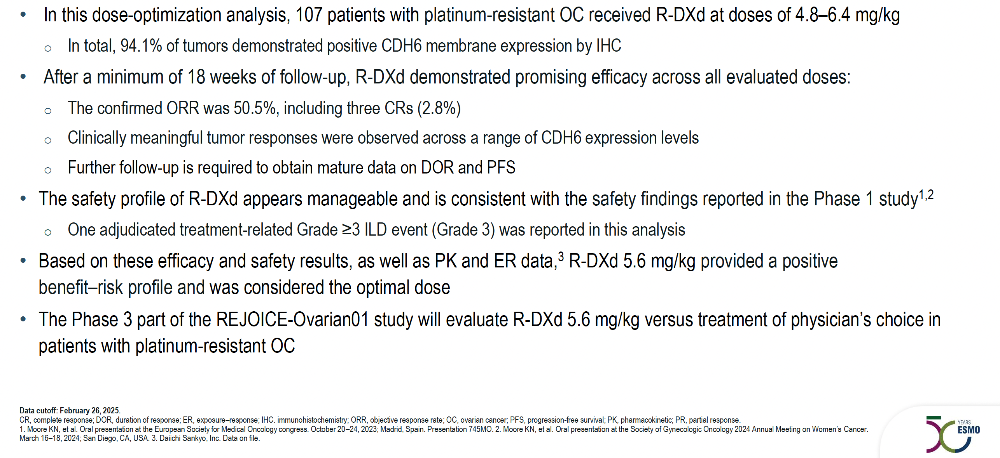 • In this dose-optimization analysis, 107 patients with platinum-resistant OC received R-DXd at doses of 4.8–6.4 mg/kg
o In total, 94.1% of tumors demonstrated positive CDH6 membrane expression by IHC
• After a minimum of 18 weeks of follow-up, R-DXd demonstrated promising efficacy across all evaluated doses:
o The confirmed ORR was 50.5%, including three CRs (2.8%)
o Clinically meaningful tumor responses were observed across a range of CDH6 expression levels
o Further follow-up is required to obtain mature data on DOR and PFS
• The safety profile of R-DXd appears manageable and is consistent with the safety findings reported in the Phase 1 study1,2
o One adjudicated treatment-related Grade ≥3 ILD event (Grade 3) was reported in this analysis
• Based on these efficacy and safety results, as well as PK and ER data,3 R-DXd 5.6 mg/kg provided a positive
benefit–risk profile and was considered the optimal dose
• The Phase 3 part of the REJOICE-Ovarian01 study will evaluate R-DXd 5.6 mg/kg versus treatment of physician’s choice in
patients with platinum-resistant OC
Data cutoff: February 26, 2025.
CR, complete response; DOR, duration of response; ER, exposure–response; IHC. immunohistochemistry; ORR, objective response rate; OC, ovarian cancer; PFS, progression-free survival; PK, pharmacokinetic; PR, partial response.
1. Moore KN, et al. Oral presentation at the European Society for Medical Oncology congress. October 20–24, 2023; Madrid, Spain. Presentation 745MO. 2. Moore KN, et al. Oral presentation at the Society of Gynecologic Oncology 2024 Annual Meeting on Women’s Cancer.
March 16–18, 2024; San Diego, CA, USA. 3. Daiichi Sankyo, Inc. Data on file.
50 YEARS
ESMO